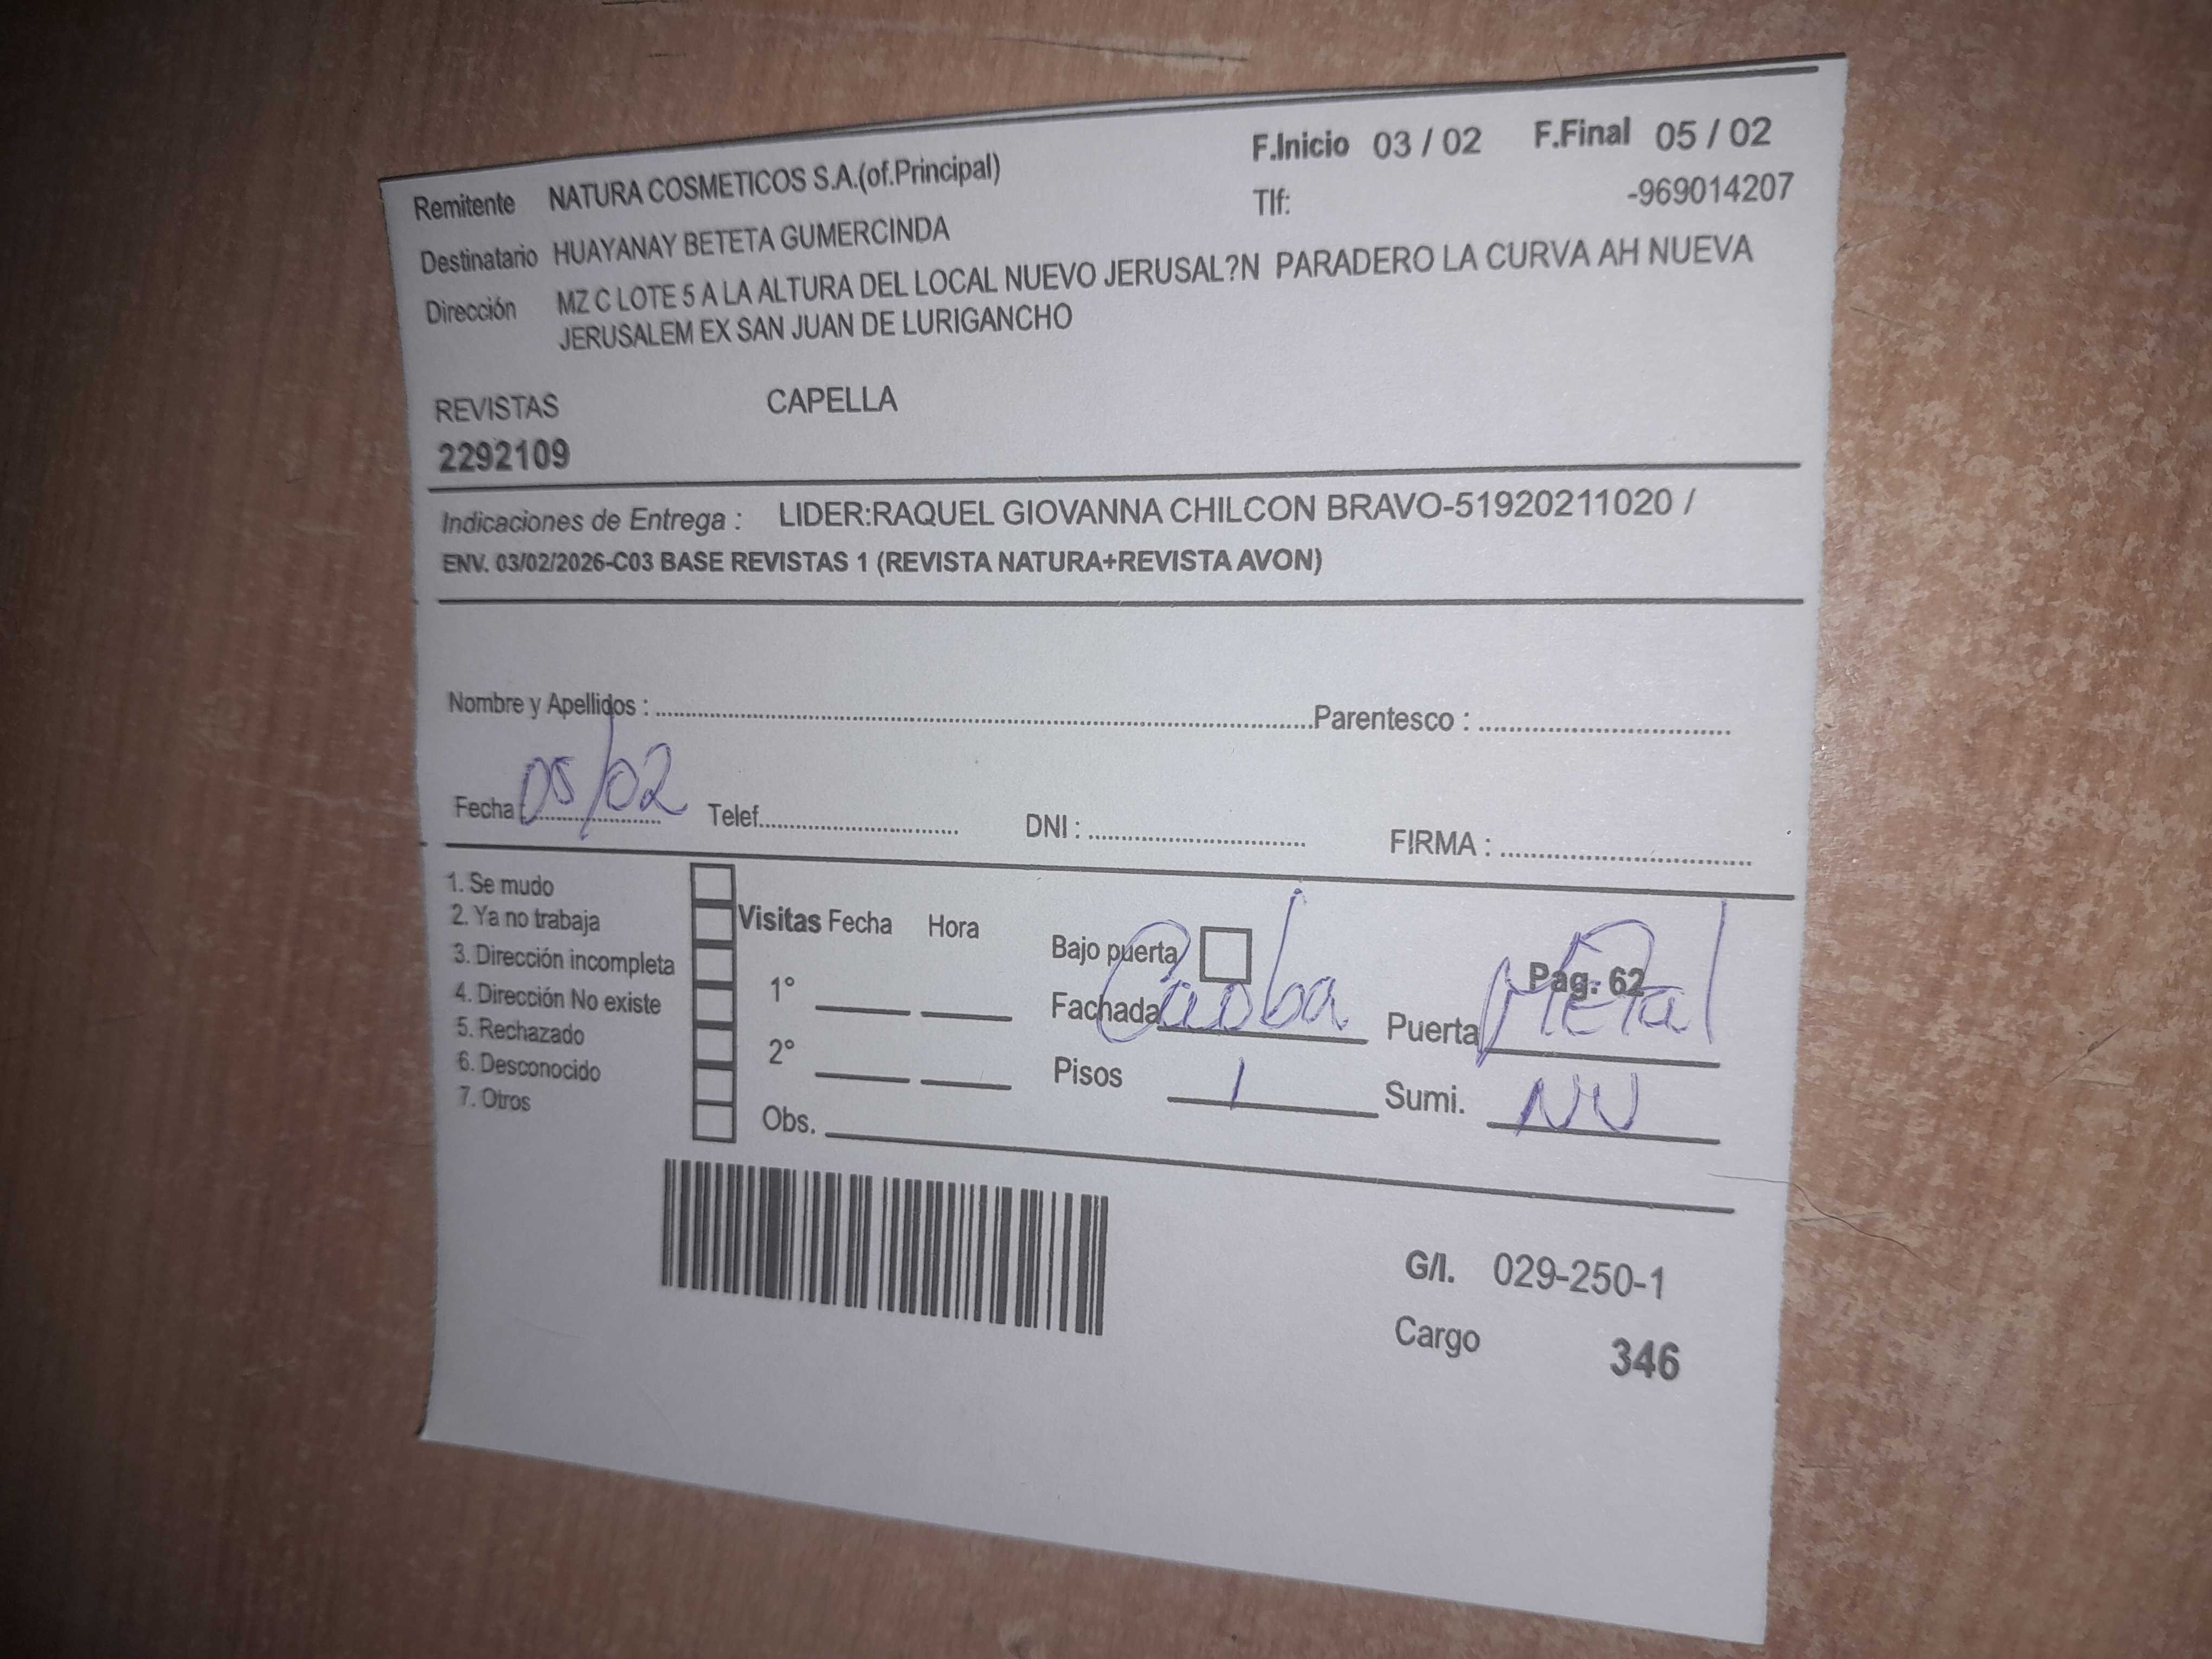 Remitente NATURA COSMETICOS S.A.(of.Principal) F.Inicio 03 / 02 F.Final 05 / 02
Destinatario HUAYANAY BETETA GUMERCINDA Tlf: -969014207
Dirección MZ C LOTE 5 A LA ALTURA DEL LOCAL NUEVO JERUSAL?N PARADERO LA CURVA AH NUEVA
JERUSALEM EX SAN JUAN DE LURIGANCHO
REVISTAS CAPELLA
2292109
Indicaciones de Entrega : LIDER:RAQUEL GIOVANNA CHILCON BRAVO-51920211020 /
ENV. 03/02/2026-C03 BASE REVISTAS 1 (REVISTA NATURA+REVISTA AVON)
Nombre y Apellidos : Parentesco :
Fecha : 05/02 Telef. DNI : FIRMA :
1. Se mudo
2. Ya no trabaja
3. Dirección incompleta
4. Dirección No existe
5. Rechazado
6. Desconocido
7. Otros
Visitas Fecha Hora
1°
2°
Obs.
Bajo puerta
Pag. 62
Fachada Caoba Puerta Metal
Pisos 1 Sumi. NV
G/I. 029-250-1
Cargo 346